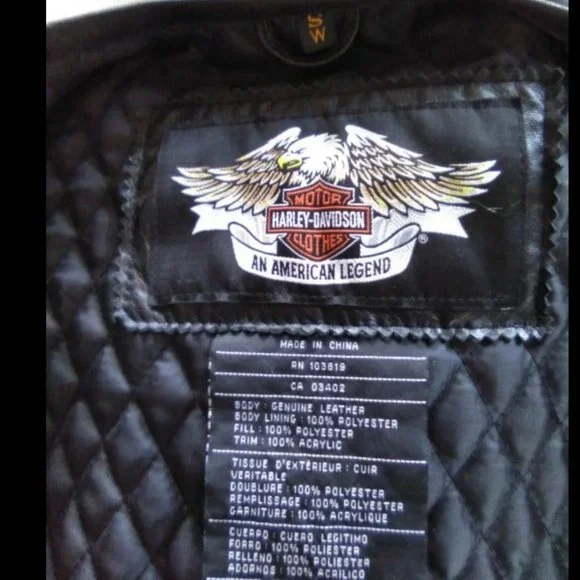 S
W
MOTOR
HARLEY-DAVIDSON
CLOTHES
®
AN AMERICAN LEGEND
MADE IN CHINA
RN 103819
CA 03402
BODY : GENUINE LEATHER
BODY LINING : 100% POLYESTER
FILL : 100% POLYESTER
TRIM : 100% ACRYLIC
TISSUE D'EXTÉRIEUR : CUIR
VERITABLE
DOUBLURE : 100% POLYESTER
REMPLISSAGE : 100% POLYESTER
GARNITURE : 100% ACRYLIQUE
CUERPO : CUERO LEGITIMO
FORRO : 100% POLIESTER
RELLENO : 100% POLIESTER
ADORNOS : 100% ACRILICO